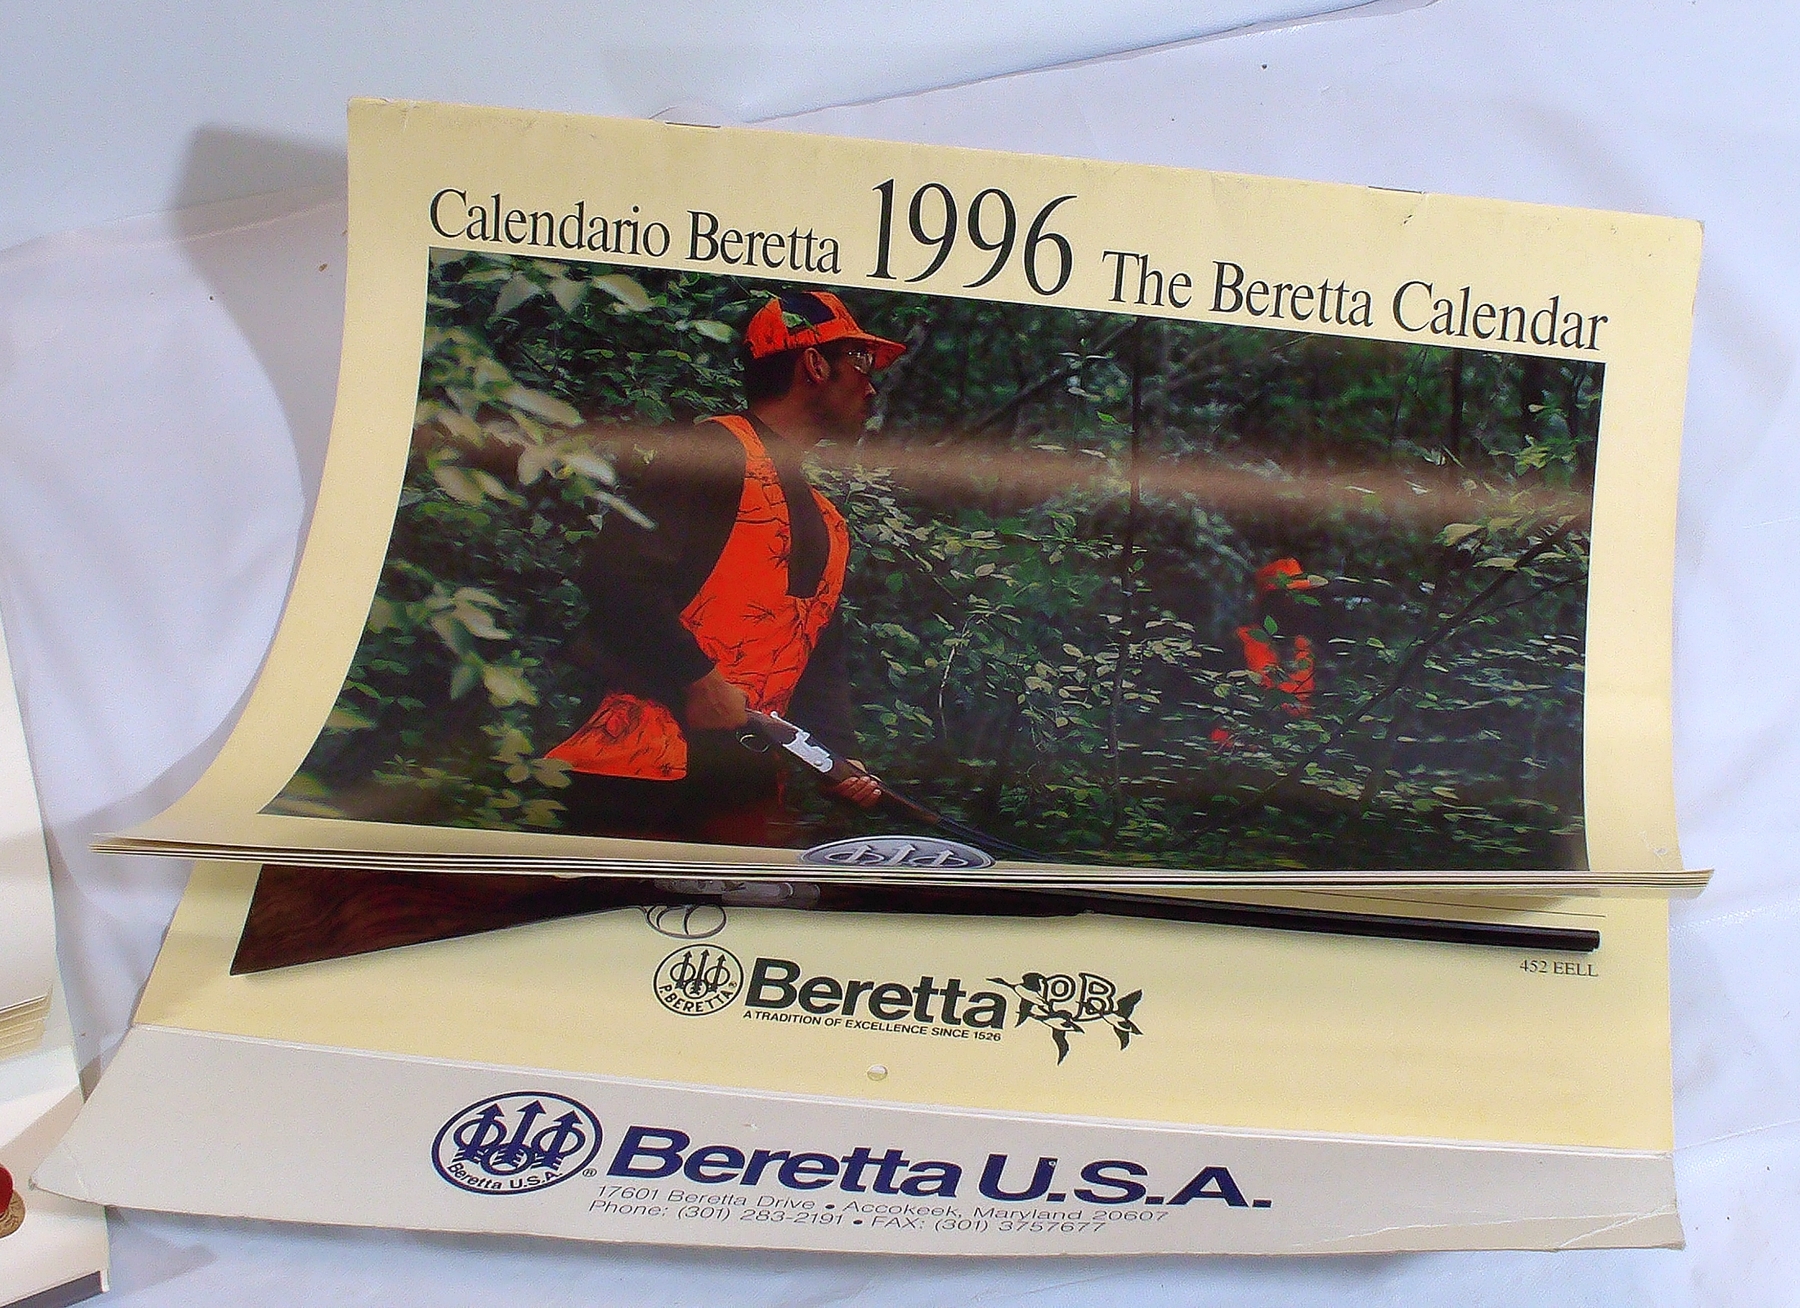 Calendario Beretta 1996 The Beretta Calendar
452 EELL
P. BERETTA
Beretta PB
A TRADITION OF EXCELLENCE SINCE 1526
Beretta U.S.A.
® Beretta U.S.A.
17601 Beretta Drive • Accokeek, Maryland 20607
Phone: (301) 283-2191 • FAX: (301) 3757677